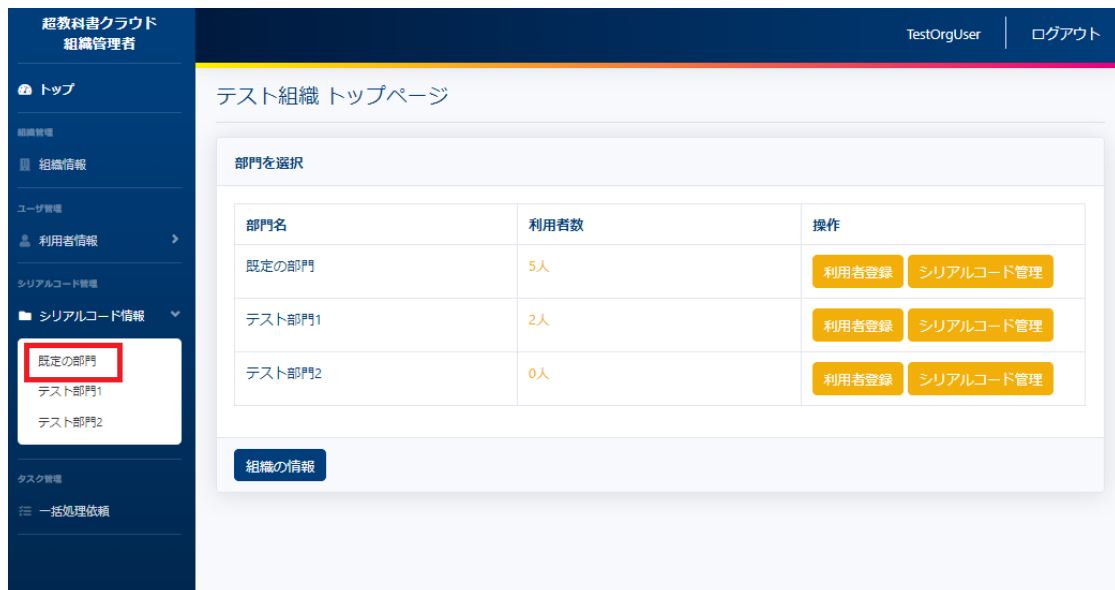 超教科書クラウド
組織管理者
TestOrgUser
ログアウト
トップ
組織管理
組織情報
ユーザ管理
利用者情報
シリアルコード管理
シリアルコード情報
既定の部門
テスト部門1
テスト部門2
タスク管理
一括処理依頼
テスト組織 トップページ
部門を選択
部門名 利用者数 操作
既定の部門 5人 利用者登録 シリアルコード管理
テスト部門1 2人 利用者登録 シリアルコード管理
テスト部門2 0人 利用者登録 シリアルコード管理
組織の情報